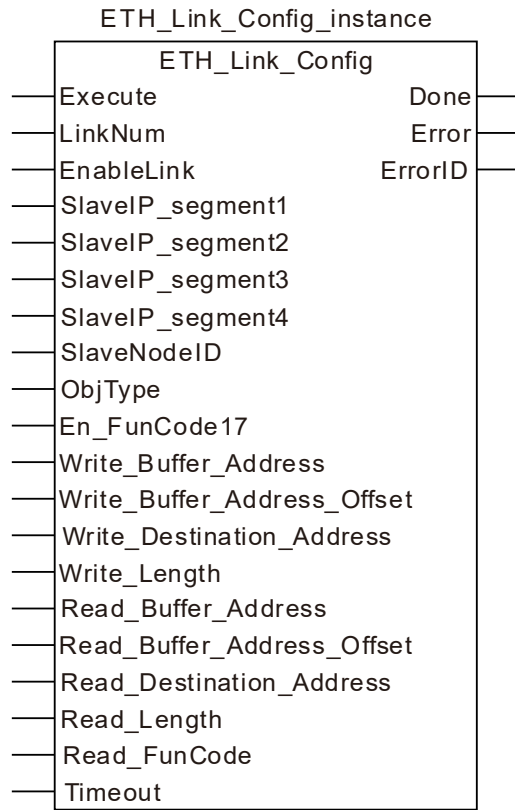 ETH_Link_Config_instance
ETH_Link_Config
Execute Done
LinkNum Error
EnableLink ErrorID
SlaveIP_segment1
SlaveIP_segment2
SlaveIP_segment3
SlaveIP_segment4
SlaveNodeID
ObjType
En_FunCode17
Write_Buffer_Address
Write_Buffer_Address_Offset
Write_Destination_Address
Write_Length
Read_Buffer_Address
Read_Buffer_Address_Offset
Read_Destination_Address
Read_Length
Read_FunCode
Timeout